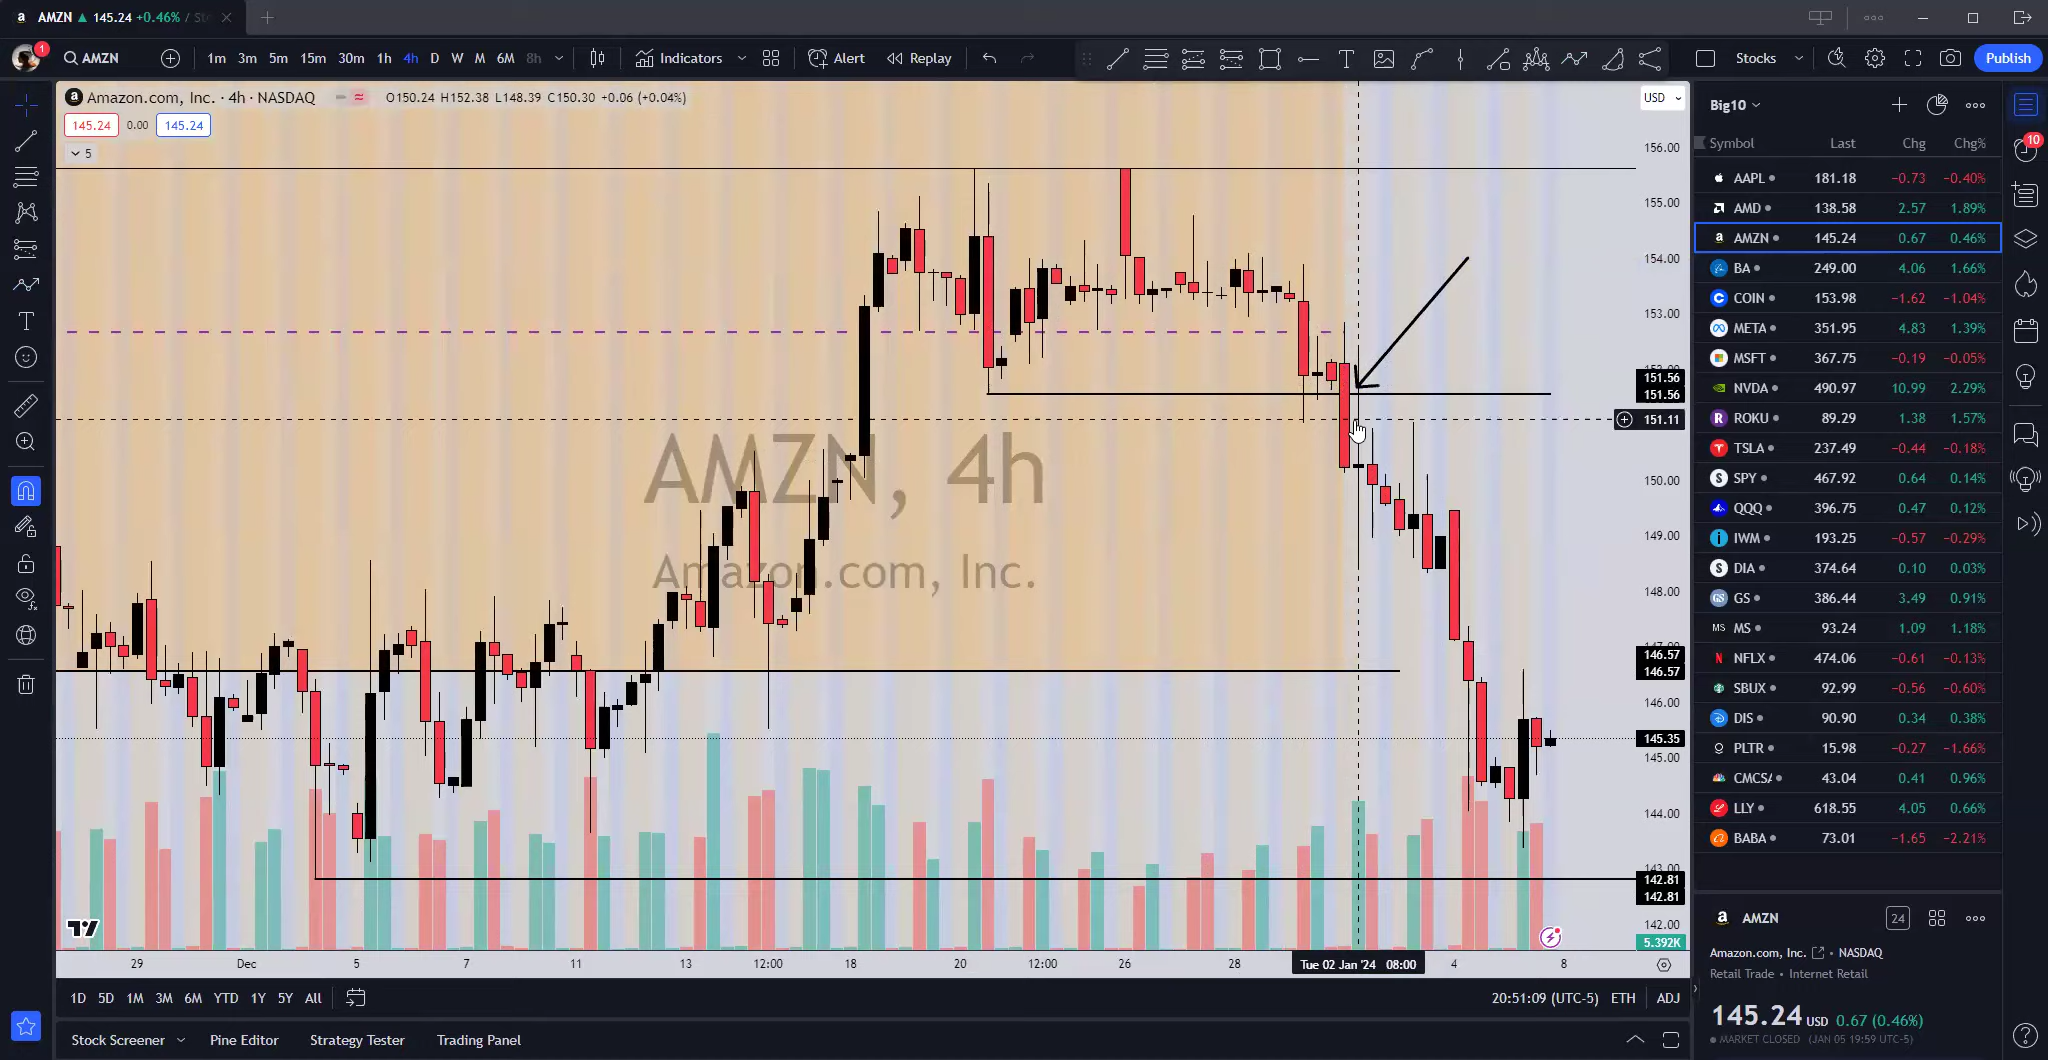 AMZN ▲ 145.24 +0.46% / St
1 AMZN 1m 3m 5m 15m 30m 1h 4h D W M 6M 8h Indicators Alert Replay Stocks Publish
Amazon.com, Inc. · 4h · NASDAQ O150.24 H152.38 L148.39 C150.30 +0.06 (+0.04%)
145.24 0.00 145.24
5
USD
156.00
155.00
154.00
153.00
151.56
151.56
151.11
150.00
149.00
148.00
146.57
146.57
146.00
145.35
145.00
144.00
143.00
142.81
142.81
142.00
5.392K
AMZN, 4h
Amazon.com, Inc.
29 Dec 5 7 11 13 12:00 18 20 12:00 26 28 Tue 02 Jan '24 08:00 4 8
1D 5D 1M 3M 6M YTD 1Y 5Y All 20:51:09 (UTC-5) ETH ADJ
Stock Screener Pine Editor Strategy Tester Trading Panel
Big10
Symbol Last Chg Chg%
AAPL 181.18 −0.73 −0.40%
AMD 138.58 2.57 1.89%
AMZN 145.24 0.67 0.46%
BA 249.00 4.06 1.66%
COIN 153.98 −1.62 −1.04%
META 351.95 4.83 1.39%
MSFT 367.75 −0.19 −0.05%
NVDA 490.97 10.99 2.29%
ROKU 89.29 1.38 1.57%
TSLA 237.49 −0.44 −0.18%
SPY 467.92 0.64 0.14%
QQQ 396.75 0.47 0.12%
IWM 193.25 −0.57 −0.29%
DIA 374.64 0.10 0.03%
GS 386.44 3.49 0.91%
MS MS 93.24 1.09 1.18%
NFLX 474.06 −0.61 −0.13%
SBUX 92.99 −0.56 −0.60%
DIS 90.90 0.34 0.38%
PLTR 15.98 −0.27 −1.66%
CMCSA 43.04 0.41 0.96%
LLY 618.55 4.05 0.66%
BABA 73.01 −1.65 −2.21%
AMZN 24
Amazon.com, Inc. • NASDAQ
Retail Trade • Internet Retail
145.24 USD 0.67 (0.46%)
MARKET CLOSED (JAN 05 19:59 UTC-5)
10